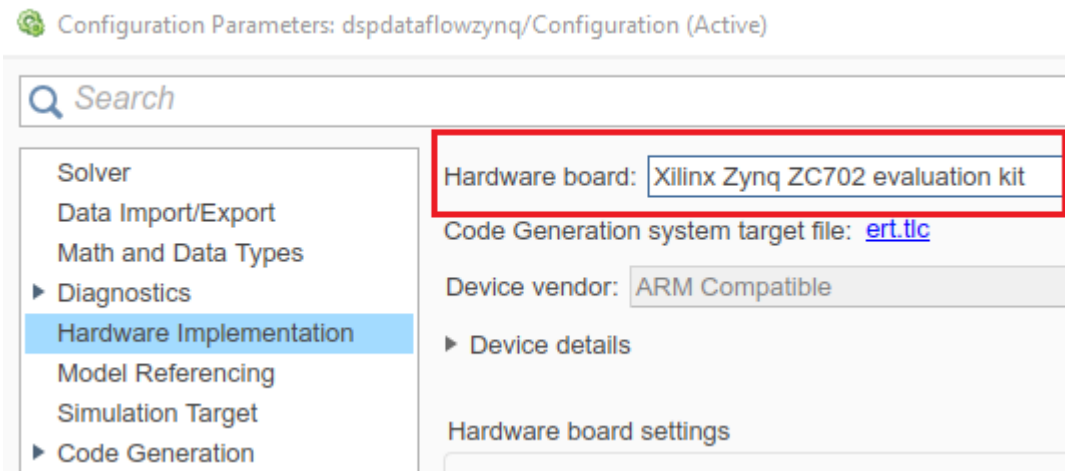 Configuration Parameters: dspdataflowzynq/Configuration (Active)
Search
Solver
Data Import/Export
Math and Data Types
Diagnostics
Hardware Implementation
Model Referencing
Simulation Target
Code Generation
Hardware board: Xilinx Zynq ZC702 evaluation kit
Code Generation system target file: ert.tlc
Device vendor: ARM Compatible
Device details
Hardware board settings